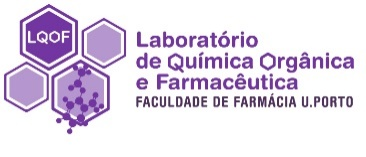 LQOF
Laboratório
de Química Orgânica
e Farmacêutica
FACULDADE DE FARMÁCIA U.PORTO